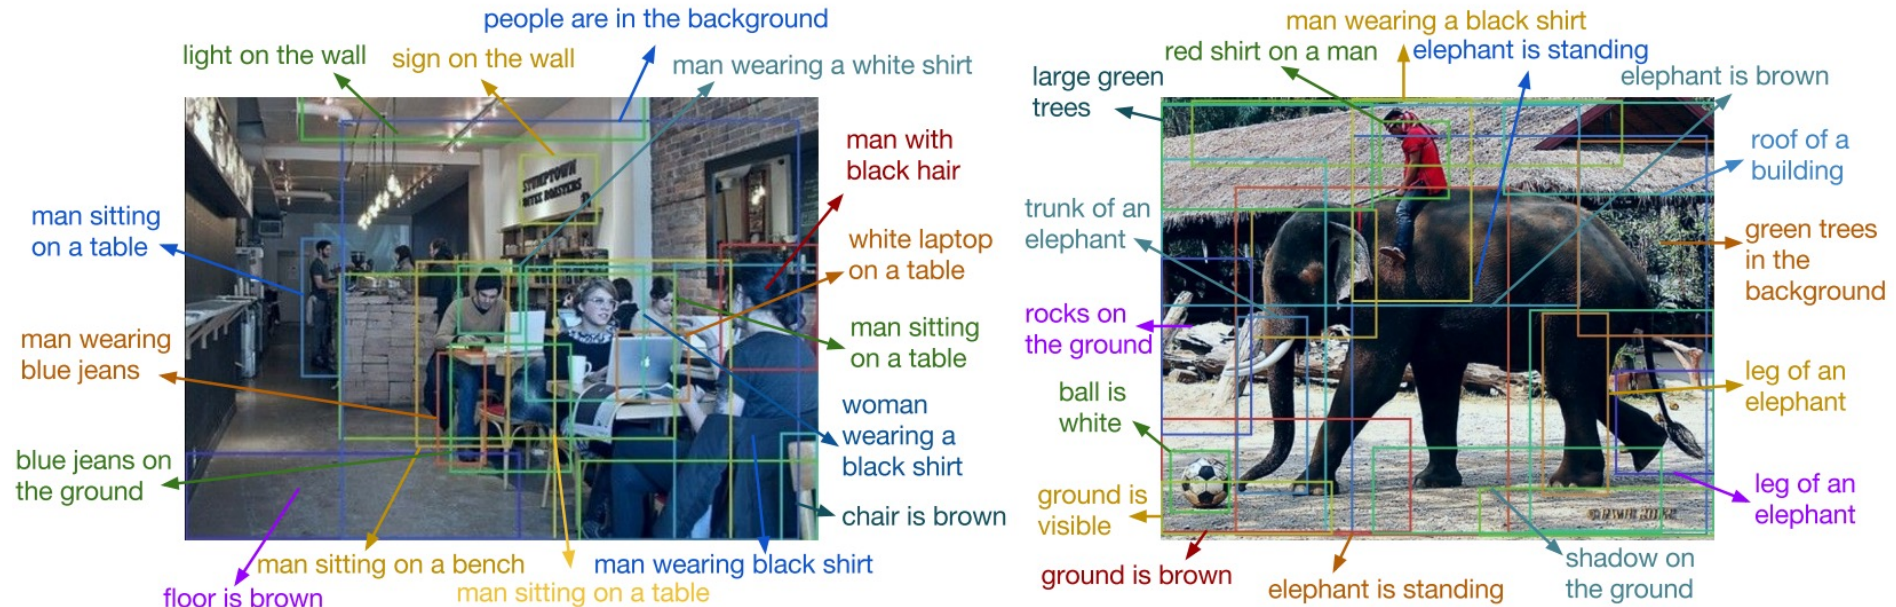 people are in the background
light on the wall
sign on the wall
man wearing a white shirt
man with
black hair
man sitting
on a table
white laptop
on a table
man wearing
blue jeans
man sitting
on a table
woman
wearing a
black shirt
blue jeans on
the ground
chair is brown
man sitting on a bench
man wearing black shirt
floor is brown
man sitting on a table
STUMPTOWN
COFFEE ROASTERS
man wearing a black shirt
red shirt on a man
elephant is standing
large green
trees
elephant is brown
roof of a
building
trunk of an
elephant
green trees
in the
background
rocks on
the ground
ball is
white
leg of an
elephant
ground is
visible
leg of an
elephant
ground is brown
elephant is standing
shadow on
the ground